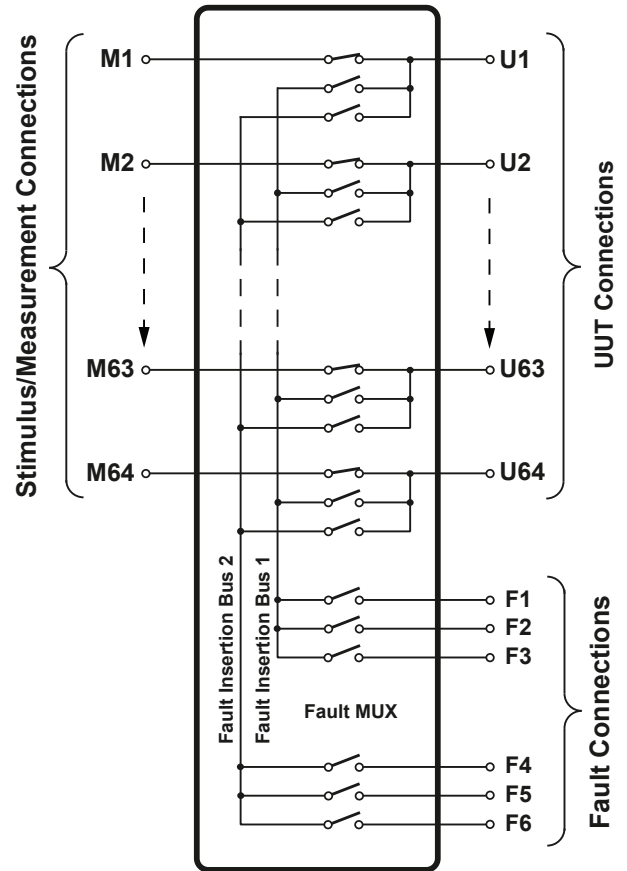 Stimulus/Measurement Connections
M1
U1
M2
U2
UUT Connections
M63
U63
M64
U64
Fault Insertion Bus 2
Fault Insertion Bus 1
F1
F2
F3
Fault MUX
F4
F5
F6
Fault Connections